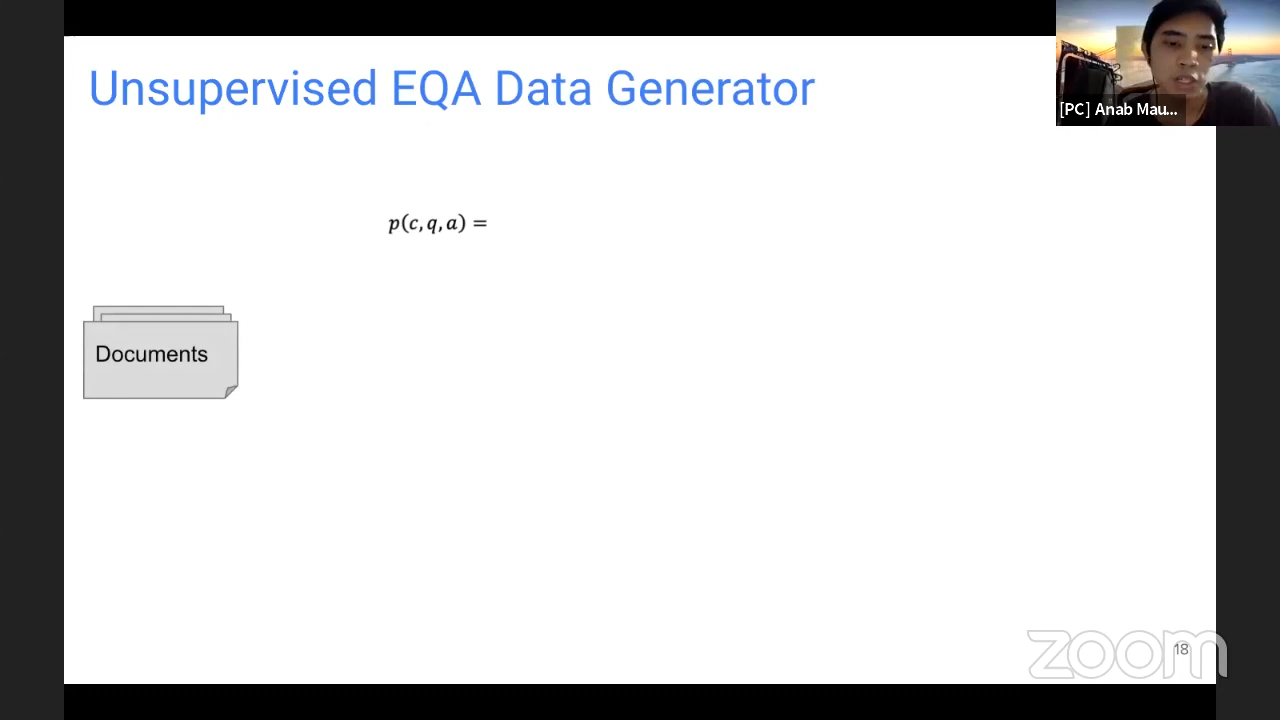 Unsupervised EQA Data Generator
[PC] Anab Mau...
p(c, q, a) =
Documents
zoom
18